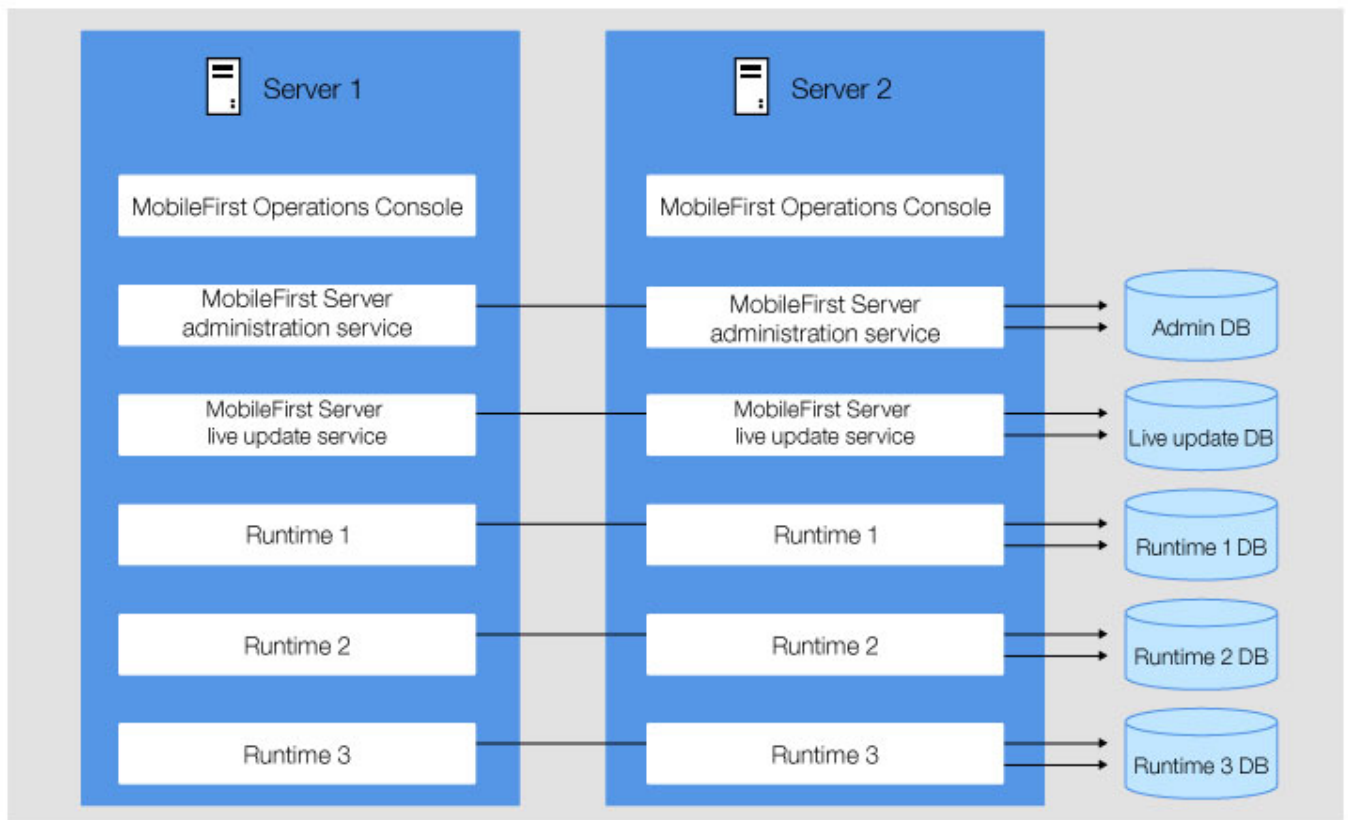 Server 1
MobileFirst Operations Console
MobileFirst Server
administration service
MobileFirst Server
live update service
Runtime 1
Runtime 2
Runtime 3
Server 2
MobileFirst Operations Console
MobileFirst Server
administration service
MobileFirst Server
live update service
Runtime 1
Runtime 2
Runtime 3
Admin DB
Live update DB
Runtime 1 DB
Runtime 2 DB
Runtime 3 DB